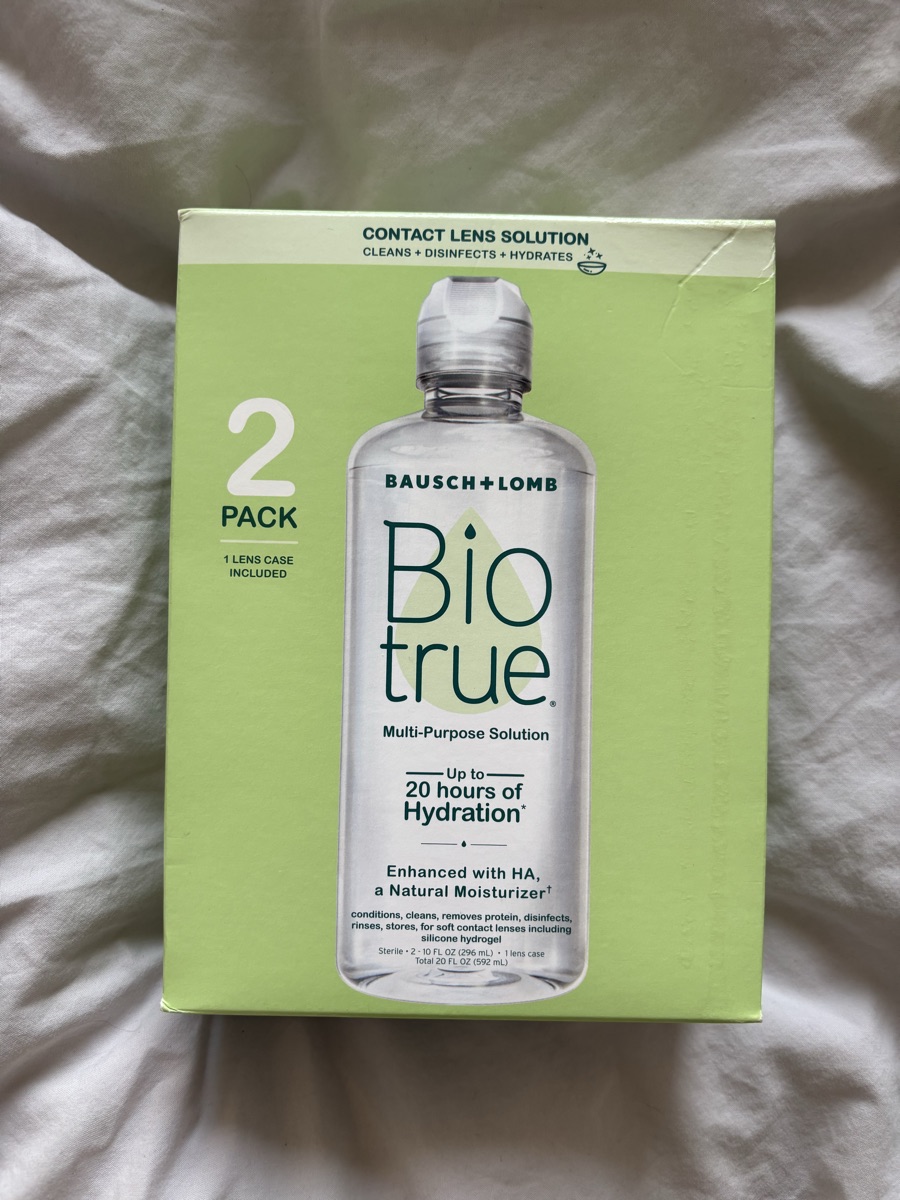 CONTACT LENS SOLUTION
CLEANS + DISINFECTS + HYDRATES
2
PACK
1 LENS CASE
INCLUDED
BAUSCH+LOMB
Bio
true®
Multi-Purpose Solution
Up to
20 hours of
Hydration*
Enhanced with HA,
a Natural Moisturizer†
conditions, cleans, removes protein, disinfects,
rinses, stores, for soft contact lenses including
silicone hydrogel
Sterile • 2 - 10 FL OZ (296 mL) • 1 lens case
Total 20 FL OZ (592 mL)